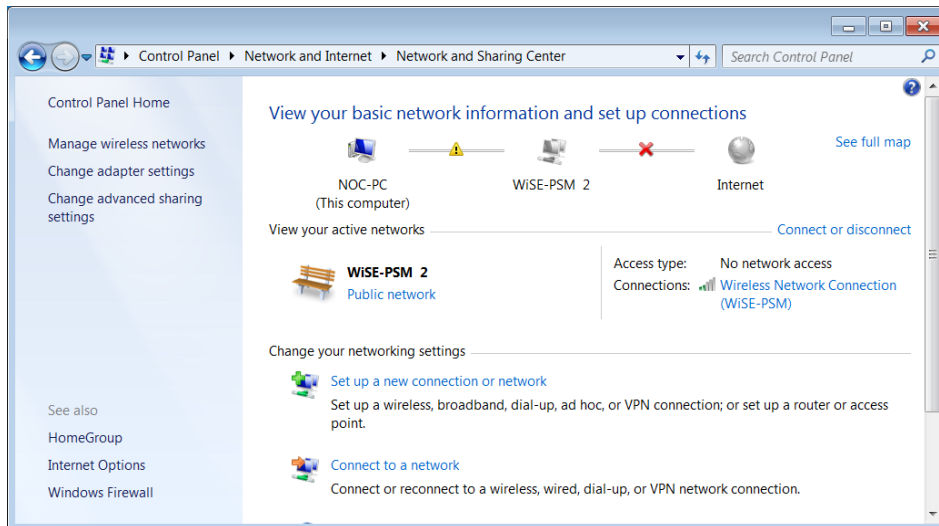 Control Panel Network and Internet Network and Sharing Center
Search Control Panel
Control Panel Home
Manage wireless networks
Change adapter settings
Change advanced sharing
settings
See also
HomeGroup
Internet Options
Windows Firewall
View your basic network information and set up connections
See full map
NOC-PC
(This computer)
WiSE-PSM 2
Internet
View your active networks
Connect or disconnect
WiSE-PSM 2
Public network
Access type: No network access
Connections: Wireless Network Connection
(WiSE-PSM)
Change your networking settings
Set up a new connection or network
Set up a wireless, broadband, dial-up, ad hoc, or VPN connection; or set up a router or access
point.
Connect to a network
Connect or reconnect to a wireless, wired, dial-up, or VPN network connection.